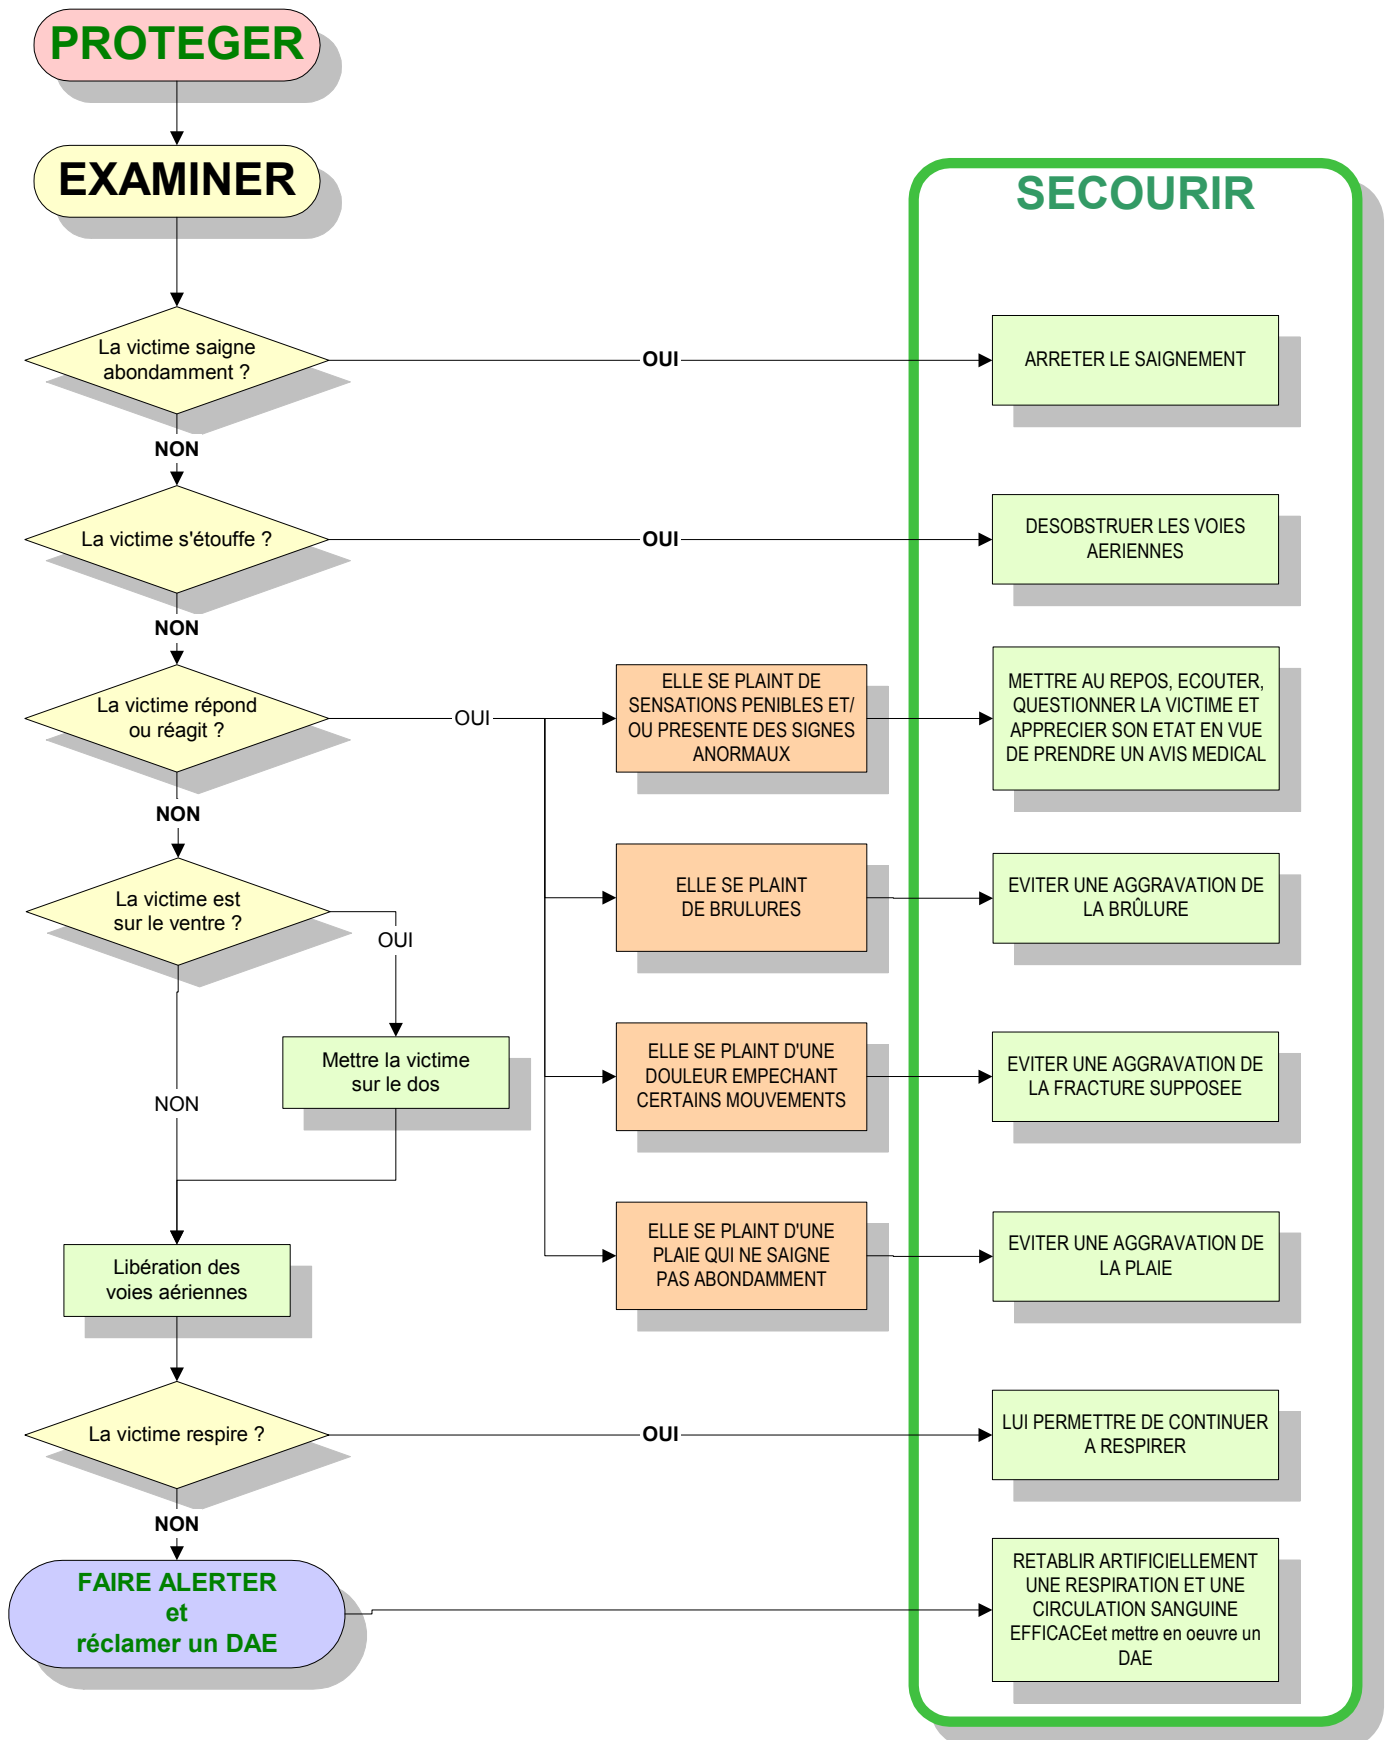 PROTEGER
EXAMINER
SECOURIR
La victime saigne
abondamment ?
OUI
ARRETER LE SAIGNEMENT
NON
La victime s'étouffe ?
OUI
DESOBSTRUER LES VOIES
AERIENNES
NON
La victime répond
ou réagit ?
OUI
ELLE SE PLAINT DE
SENSATIONS PENIBLES ET/
OU PRESENTE DES SIGNES
ANORMAUX
METTRE AU REPOS, ECOUTER,
QUESTIONNER LA VICTIME ET
APPRECIER SON ETAT EN VUE
DE PRENDRE UN AVIS MEDICAL
NON
La victime est
sur le ventre ?
OUI
ELLE SE PLAINT
DE BRULURES
EVITER UNE AGGRAVATION DE
LA BRÛLURE
Mettre la victime
sur le dos
NON
ELLE SE PLAINT D'UNE
DOULEUR EMPECHANT
CERTAINS MOUVEMENTS
EVITER UNE AGGRAVATION DE
LA FRACTURE SUPPOSEE
ELLE SE PLAINT D'UNE
PLAIE QUI NE SAIGNE
PAS ABONDAMMENT
EVITER UNE AGGRAVATION DE
LA PLAIE
Libération des
voies aériennes
La victime respire ?
OUI
LUI PERMETTRE DE CONTINUER
A RESPIRER
NON
FAIRE ALERTER
et
réclamer un DAE
RETABLIR ARTIFICIELLEMENT
UNE RESPIRATION ET UNE
CIRCULATION SANGUINE
EFFICACEet mettre en oeuvre un
DAE